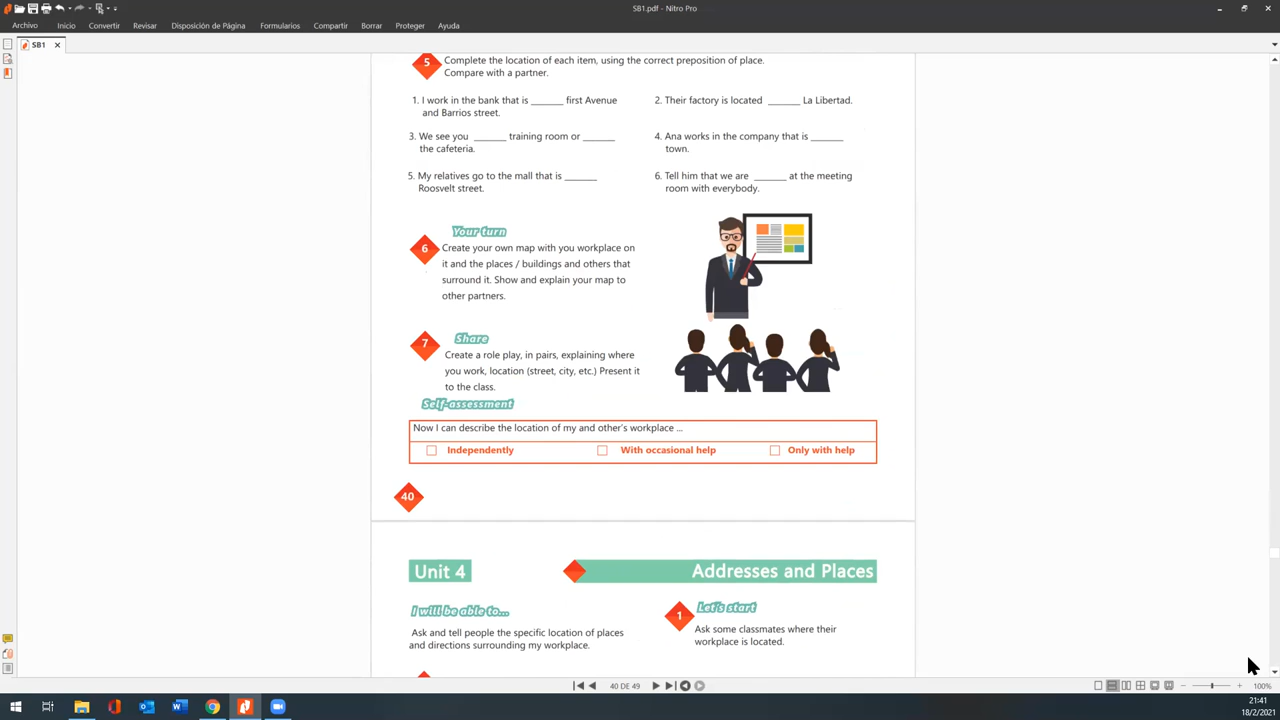 SB1.pdf - Nitro Pro
Archivo Inicio Convertir Revisar Disposición de Página Formularios Compartir Borrar Proteger Ayuda
SB1
5 Complete the location of each item, using the correct preposition of place.
Compare with a partner.
1. I work in the bank that is ______ first Avenue
and Barrios street.
2. Their factory is located ______ La Libertad.
3. We see you ______ training room or ______
the cafeteria.
4. Ana works in the company that is ______
town.
5. My relatives go to the mall that is ______
Roosvelt street.
6. Tell him that we are ______ at the meeting
room with everybody.
Your turn
6 Create your own map with you workplace on
it and the places / buildings and others that
surround it. Show and explain your map to
other partners.
Share
7 Create a role play, in pairs, explaining where
you work, location (street, city, etc.) Present it
to the class.
Self-assessment
Now I can describe the location of my and other's workplace ...
Independently With occasional help Only with help
40
Unit 4 Addresses and Places
I will be able to...
Ask and tell people the specific location of places
and directions surrounding my workplace.
Let's start
1 Ask some classmates where their
workplace is located.
40 DE 49
100%
21:41
18/2/2021